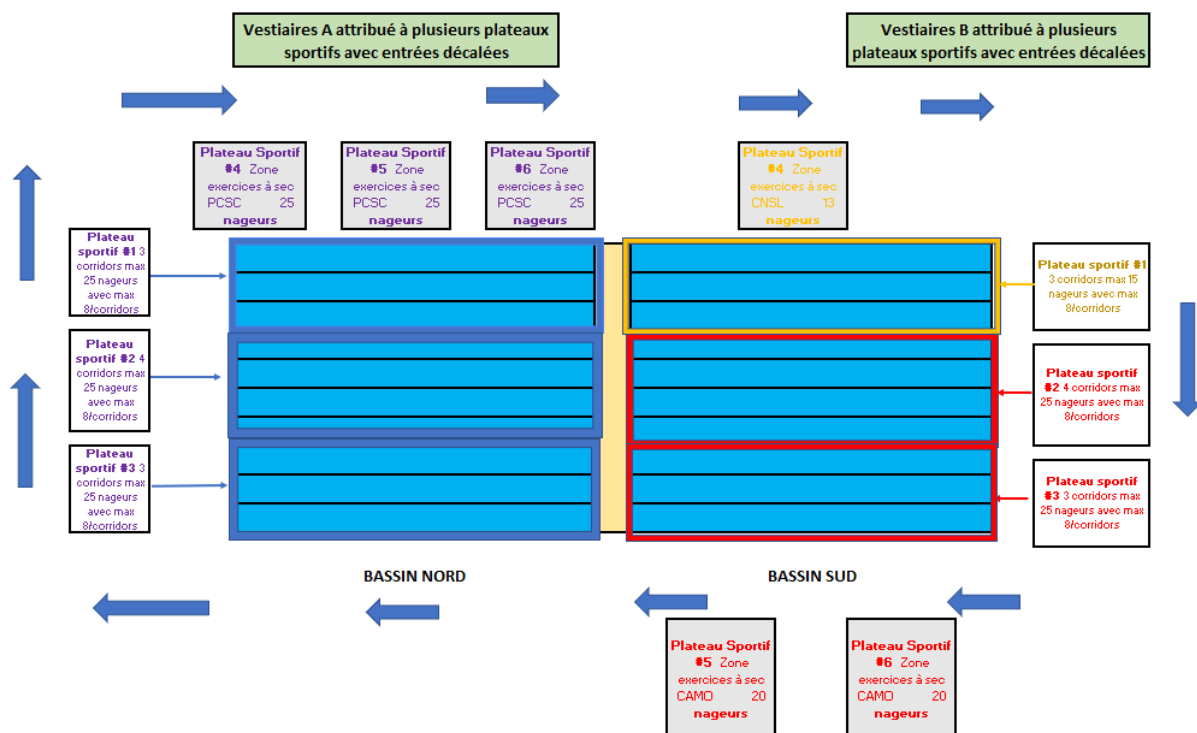 Vestiaires A attribué à plusieurs plateaux
sportifs avec entrées décalées
Vestiaires B attribué à plusieurs
plateaux sportifs avec entrées décalées
Plateau Sportif
#4 Zone
exercices à sec
PCSC 25
nageurs
Plateau Sportif
#5 Zone
exercices à sec
PCSC 25
nageurs
Plateau Sportif
#6 Zone
exercices à sec
PCSC 25
nageurs
Plateau Sportif
#4 Zone
exercices à sec
CNSL 13
nageurs
Plateau
sportif #1 3
corridors max
25 nageurs
avec max
8/corridors
Plateau sportif #1
3 corridors max 15
nageurs avec max
8/corridors
Plateau
sportif #2 4
corridors max
25 nageurs
avec max
8/corridors
Plateau sportif
#2 4 corridors max
25 nageurs avec max
8/corridors
Plateau
sportif #3 3
corridors max
25 nageurs
avec max
8/corridors
Plateau sportif
#3 3 corridors max
25 nageurs avec max
8/corridors
BASSIN NORD
BASSIN SUD
Plateau Sportif
#5 Zone
exercices à sec
CAMO 20
nageurs
Plateau Sportif
#6 Zone
exercices à sec
CAMO 20
nageurs